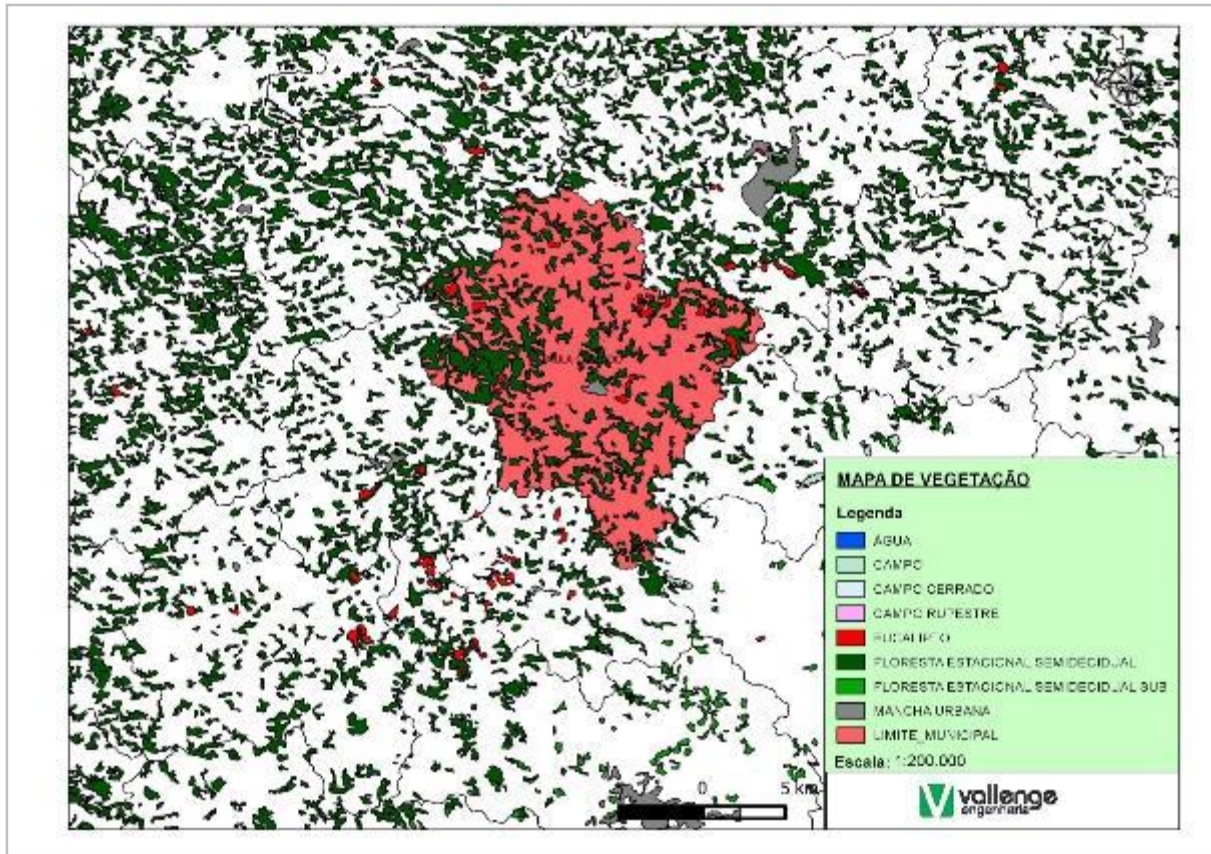 MAPA DE VEGETAÇÃO
Legenda
ÁGUA
CAMPO
CAMPO CERRADO
CAMPO RUPESTRE
EUCALIPTO
FLORESTA ESTACIONAL SEMIDECIDUAL
FLORESTA ESTACIONAL SEMIDECIDUAL SUB
MANCHA URBANA
LIMITE_MUNICIPAL
Escala: 1:200.000
0 5 km
vallenge
engenharia